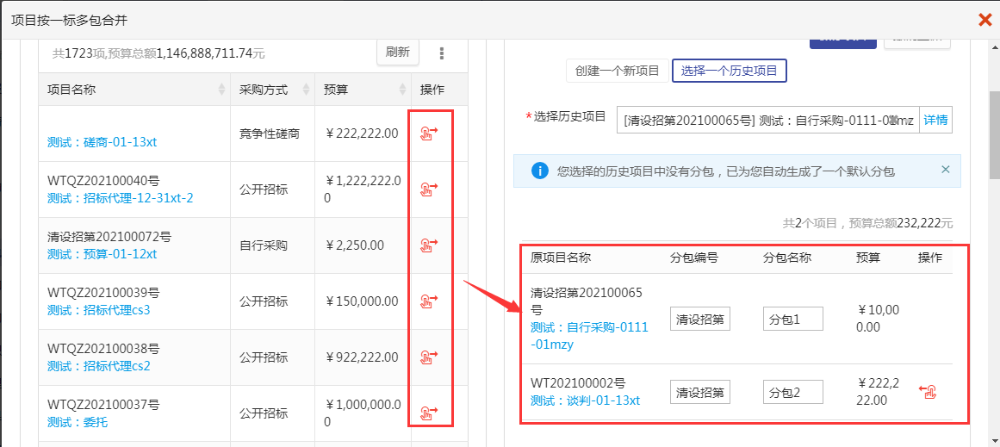 项目按一标多包合并
共1723项,预算总额1,146,888,711.74元
刷新
项目名称 采购方式 预算 操作
测试：磋商-01-13xt
竞争性磋商 ￥222,222.00
WTQZ202100040号
测试：招标代理-12-31xt-2
公开招标
￥1,222,222.0
0
清设招第202100072号
测试：预算-01-12xt
自行采购 ￥2,250.00
WTQZ202100039号
测试：招标代理cs3
公开招标 ￥150,000.00
WTQZ202100038号
测试：招标代理cs2
公开招标 ￥922,222.00
WTQZ202100037号
测试：委托
公开招标
￥1,000,000.0
0
创建一个新项目 选择一个历史项目
*选择历史项目
[清设招第202100065号] 测试：自行采购-0111-
详情
您选择的历史项目中没有分包，已为您自动生成了一个默认分包
共2个项目，预算总额232,222元
原项目名称 分包编号 分包名称 预算 操作
清设招第202100065
号
测试：自行采购-0111
-01mzy
清设招第 分包1
￥10,00
0.00
WT202100002号
测试：谈判-01-13xt
清设招第 分包2
￥222,2
22.00